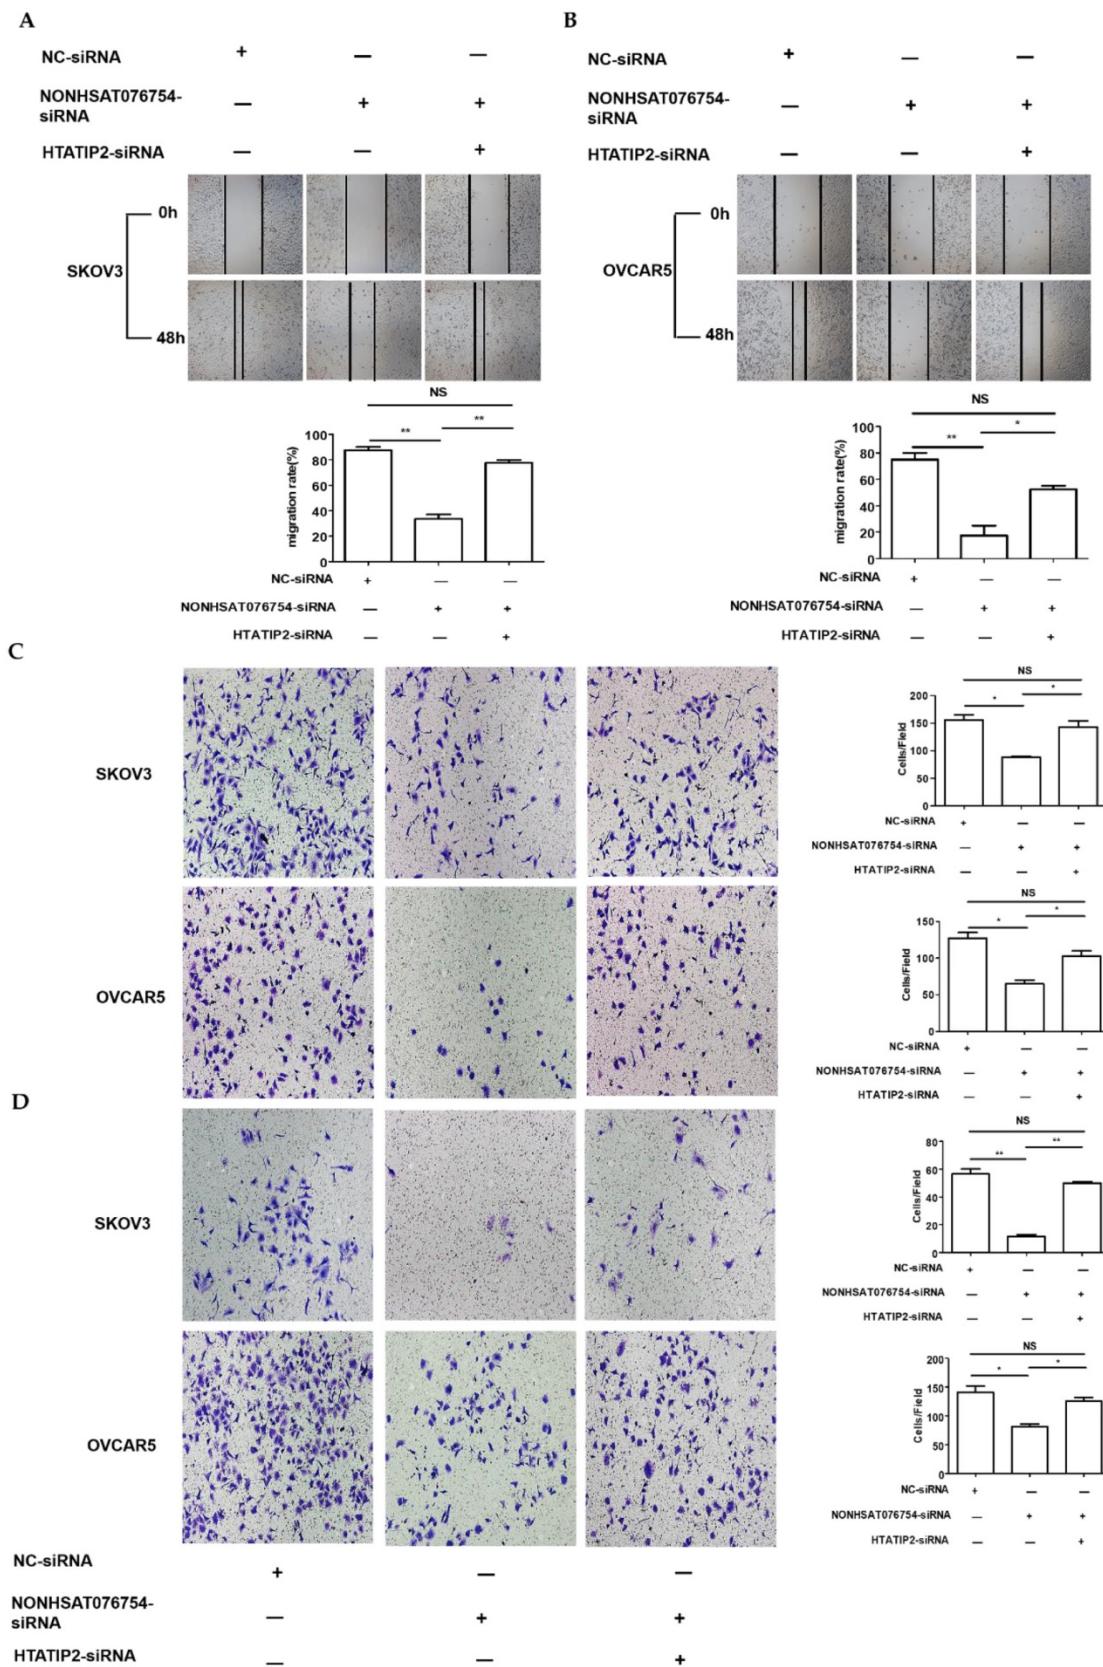 A
NC-siRNA + — —
NONHSAT076754-
siRNA — + +
HTATIP2-siRNA — — +
0h
SKOV3
48h
NS
** **
100
80
60
40
20
0
migration rate(%)
NC-siRNA + — —
NONHSAT076754-siRNA — + +
HTATIP2-siRNA — — +
B
NC-siRNA + — —
NONHSAT076754-
siRNA — + +
HTATIP2-siRNA — — +
0h
OVCAR5
48h
NS
** *
100
80
60
40
20
0
migration rate(%)
NC-siRNA + — —
NONHSAT076754-siRNA — + +
HTATIP2-siRNA — — +
C
SKOV3
NS
* *
200
150
100
50
0
Cells/Field
NC-siRNA + — —
NONHSAT076754-siRNA — + +
HTATIP2-siRNA — — +
OVCAR5
NS
* *
150
100
50
0
Cells/Field
NC-siRNA + — —
NONHSAT076754-siRNA — + +
HTATIP2-siRNA — — +
D
SKOV3
NS
** **
80
60
40
20
0
Cells/Field
NC-siRNA + — —
NONHSAT076754-siRNA — + +
HTATIP2-siRNA — — +
OVCAR5
NS
* *
200
150
100
50
0
Cells/Field
NC-siRNA + — —
NONHSAT076754-siRNA — + +
HTATIP2-siRNA — — +
NC-siRNA + — —
NONHSAT076754-
siRNA — + +
HTATIP2-siRNA — — +